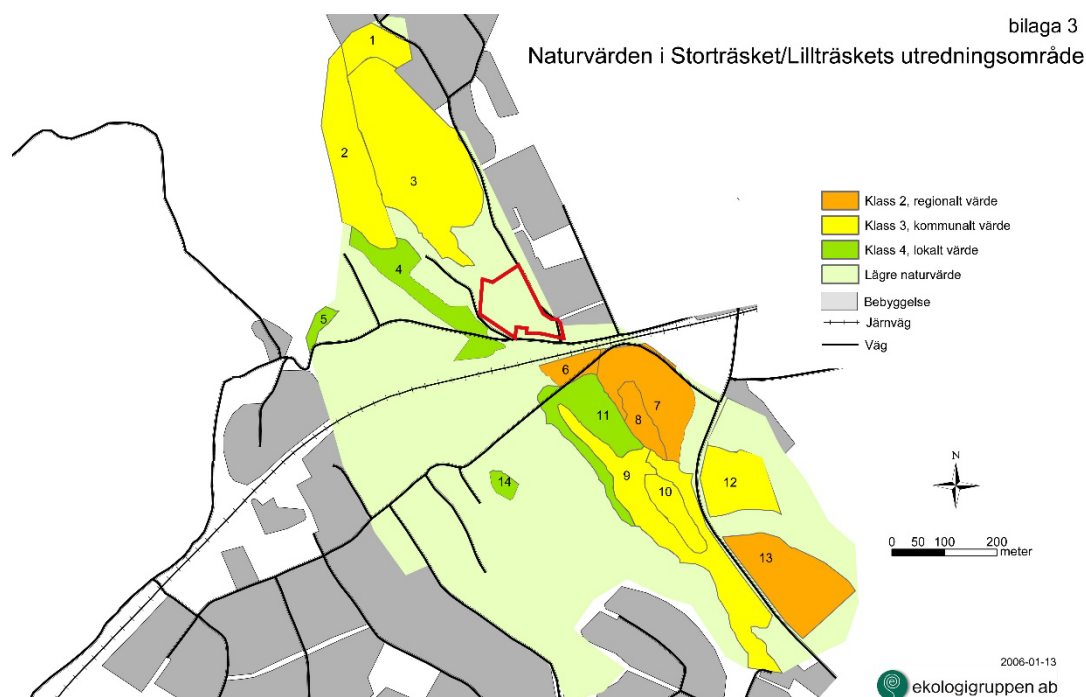 bilaga 3
Naturvärden i Storträsket/Lillträskets utredningsområde
1
2
3
4
5
6
7
8
11
9
10
12
14
13
Klass 2, regionalt värde
Klass 3, kommunalt värde
Klass 4, lokalt värde
Lägre naturvärde
Bebyggelse
Järnväg
Väg
N
0 50 100 200
meter
2006-01-13
ekologigruppen ab